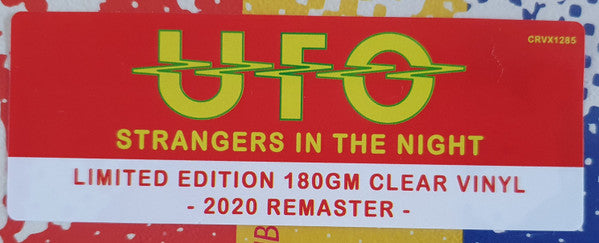 CRVX1285
UFO
STRANGERS IN THE NIGHT
LIMITED EDITION 180GM CLEAR VINYL
- 2020 REMASTER -